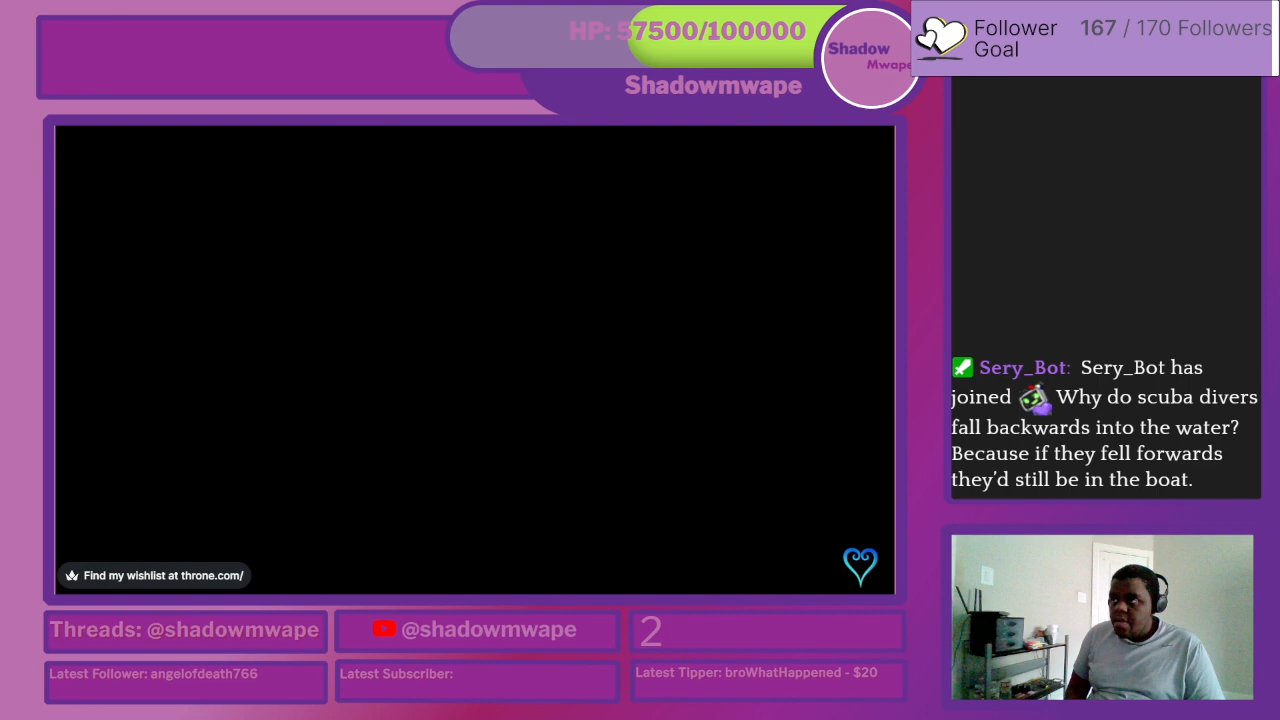 HP: 57500/100000
Shadowmwape
Shadow
Mwape
Follower
Goal
167 / 170 Followers
Sery_Bot: Sery_Bot has
joined Why do scuba divers
fall backwards into the water?
Because if they fell forwards
they'd still be in the boat.
Find my wishlist at throne.com/
Threads: @shadowmwape
@shadowmwape
2
Latest Follower: angelofdeath766
Latest Subscriber:
Latest Tipper: broWhatHappened - $20